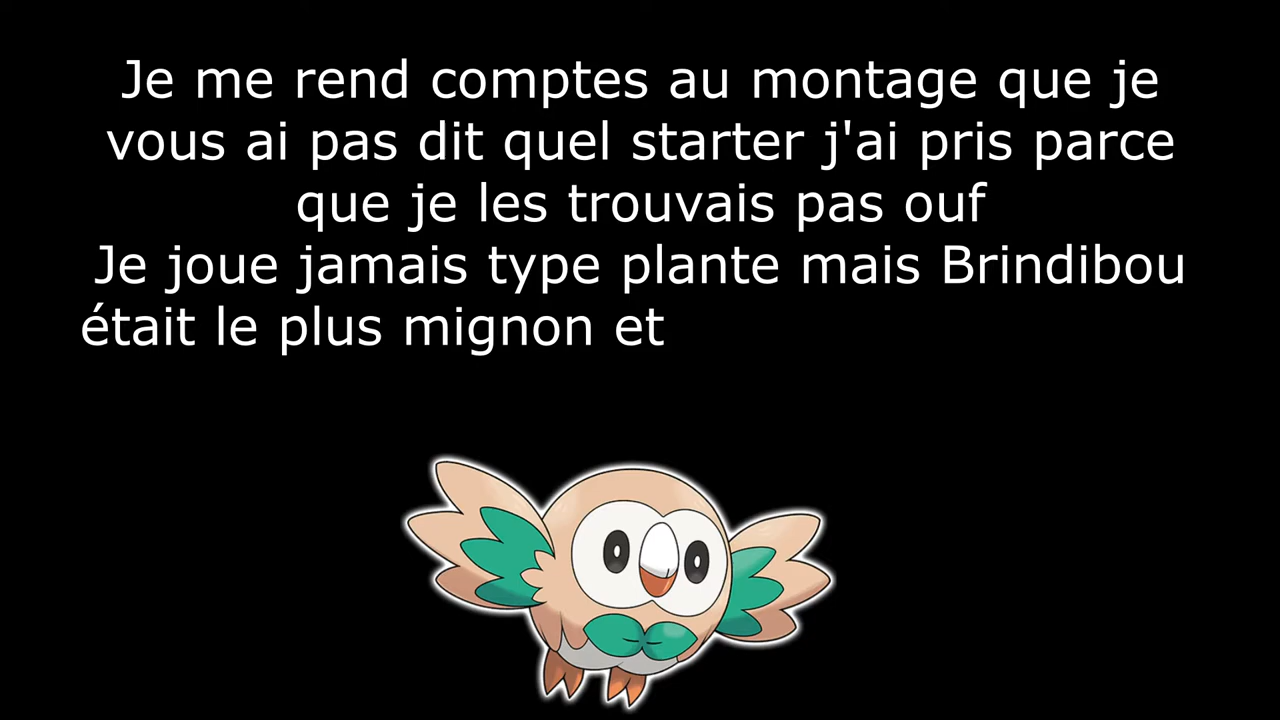 Je me rend comptes au montage que je
vous ai pas dit quel starter j'ai pris parce
que je les trouvais pas ouf
Je joue jamais type plante mais Brindibou
était le plus mignon et